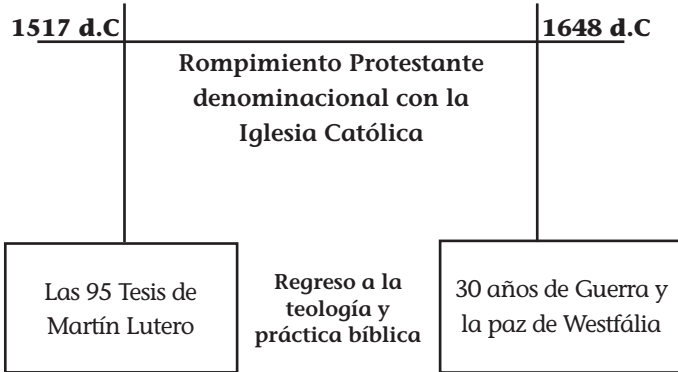 1517 d.C
1648 d.C
Rompimiento Protestante
denominacional con la
Iglesia Católica
Las 95 Tesis de
Martín Lutero
Regreso a la
teología y
práctica bíblica
30 años de Guerra y
la paz de Westfália